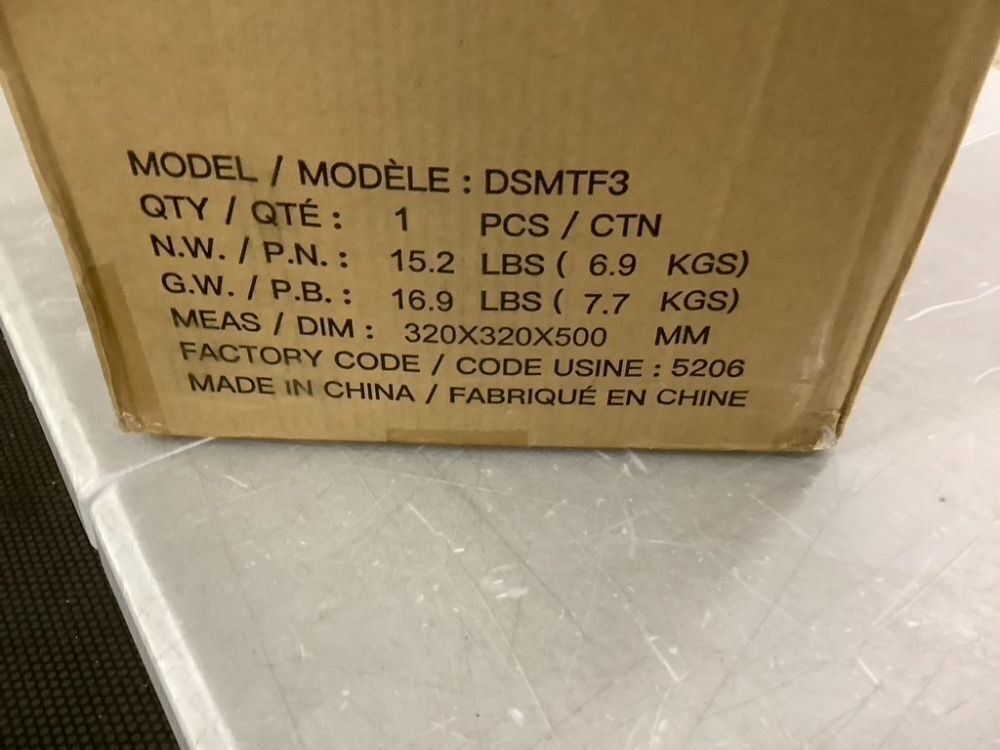 MODEL / MODÈLE : DSMTF3
QTY / QTÉ : 1 PCS / CTN
N.W. / P.N. : 15.2 LBS ( 6.9 KGS)
G.W. / P.B. : 16.9 LBS ( 7.7 KGS)
MEAS / DIM : 320X320X500 MM
FACTORY CODE / CODE USINE : 5206
MADE IN CHINA / FABRIQUÉ EN CHINE